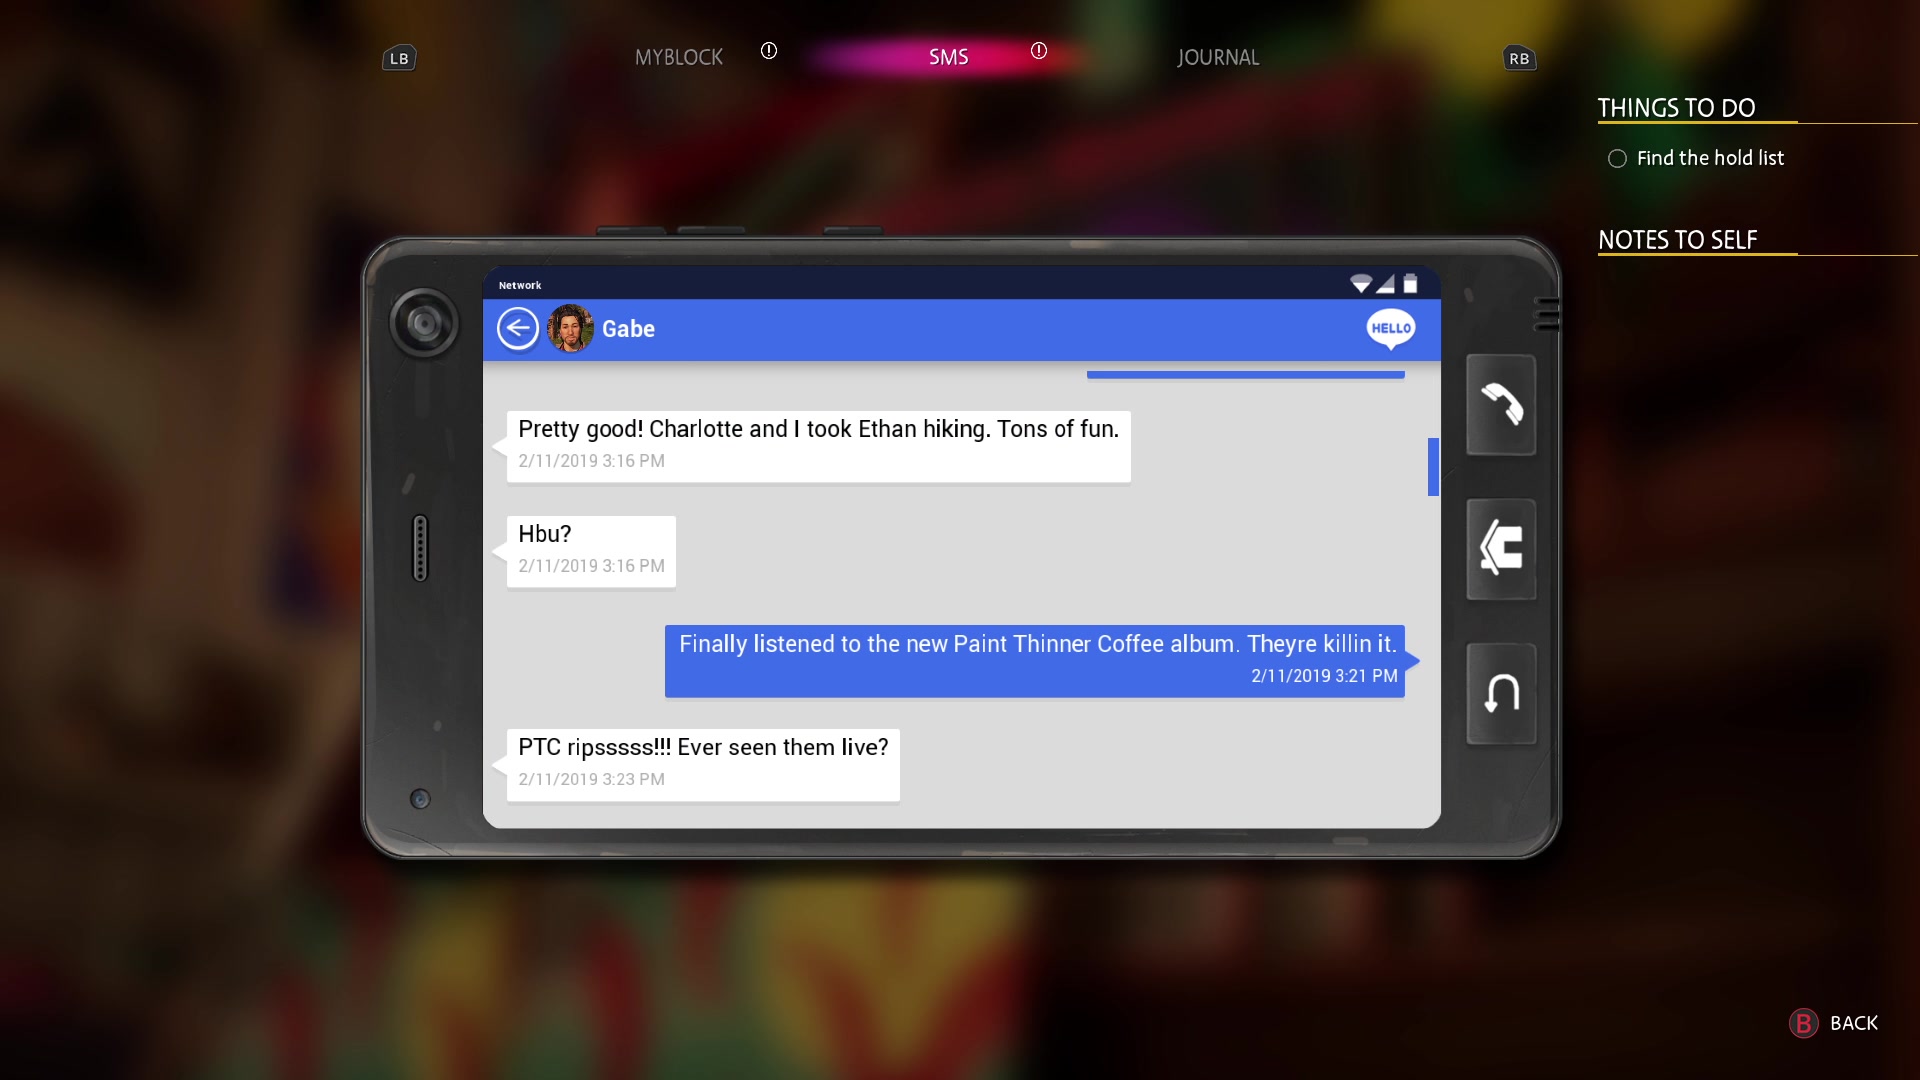 LB
MYBLOCK
SMS
JOURNAL
RB
THINGS TO DO
Find the hold list
NOTES TO SELF
Network
Gabe
HELLO
Pretty good! Charlotte and I took Ethan hiking. Tons of fun.
2/11/2019 3:16 PM
Hbu?
2/11/2019 3:16 PM
Finally listened to the new Paint Thinner Coffee album. Theyre killin it.
2/11/2019 3:21 PM
PTC ripsssss!!! Ever seen them live?
2/11/2019 3:23 PM
B BACK